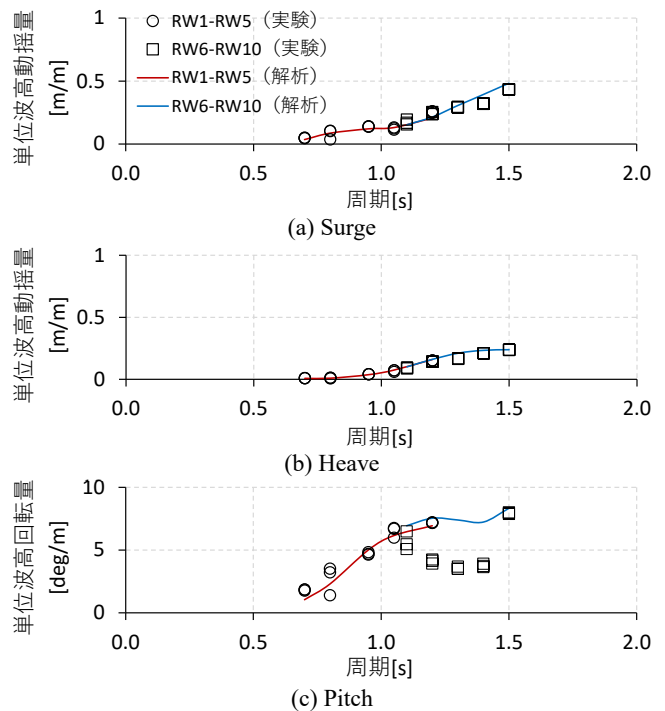 単位波高動揺量
[m/m]
1
0.5
0
RW1-RW5（実験）
RW6-RW10（実験）
RW1-RW5（解析）
RW6-RW10（解析）
0.0 0.5 1.0 1.5 2.0
周期[s]
(a) Surge
単位波高動揺量
[m/m]
1
0.5
0
0.0 0.5 1.0 1.5 2.0
周期[s]
(b) Heave
単位波高回転量
[deg/m]
10
5
0
0.0 0.5 1.0 1.5 2.0
周期[s]
(c) Pitch